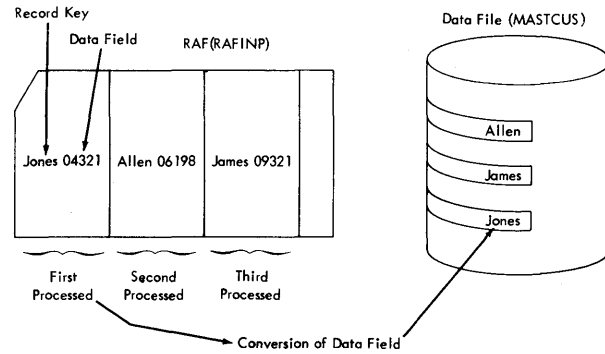 Record Key
Data Field
RAF(RAFINP)
Jones 04321
Allen 06198
James 09321
First
Processed
Second
Processed
Third
Processed
Data File (MASTCUS)
Allen
James
Jones
Conversion of Data Field